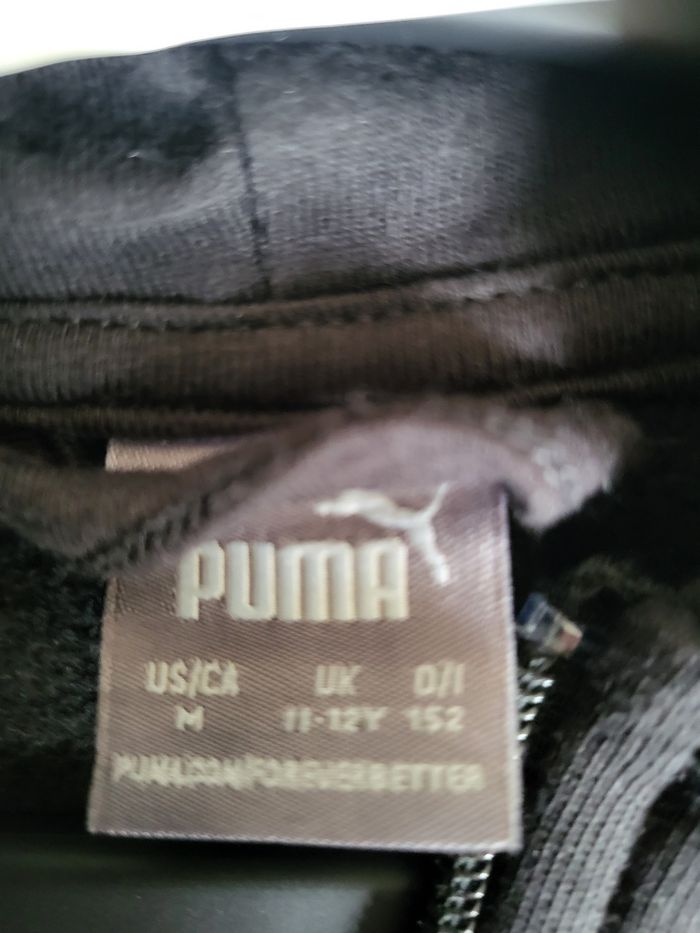 PUMA
US/CA UK D/I
M 11-12Y 152
PUMA.COM/FOREVERBETTER